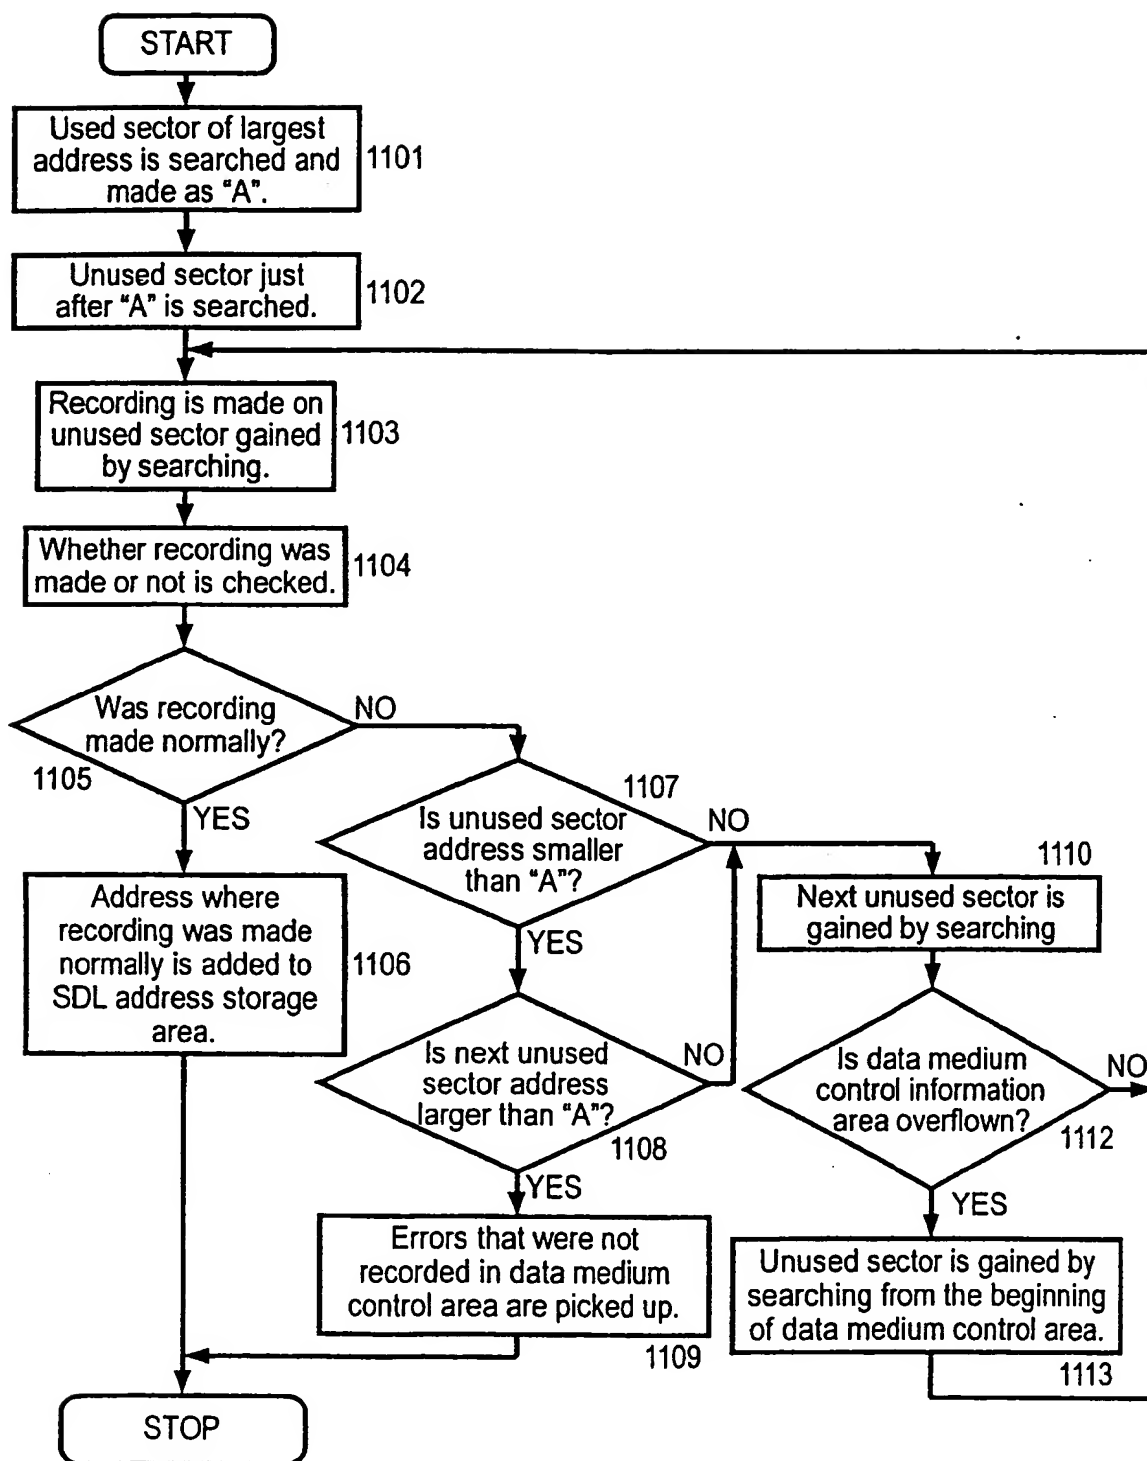 START
Used sector of largest
address is searched and
made as “A”.
1101
Unused sector just
after “A” is searched.
1102
Recording is made on
unused sector gained
by searching.
1103
Whether recording was
made or not is checked.
1104
Was recording
made normally?
1105
NO
YES
Address where
recording was made
normally is added to
SDL address storage
area.
1106
1107
Is unused sector
address smaller
than “A”?
NO
YES
Is next unused
sector address
larger than “A”?
1108
NO
YES
Errors that were not
recorded in data medium
control area are picked up.
1109
1110
Next unused sector is
gained by searching
Is data medium
control information
area overflown?
1112
NO
YES
Unused sector is gained by
searching from the beginning
of data medium control area.
1113
STOP